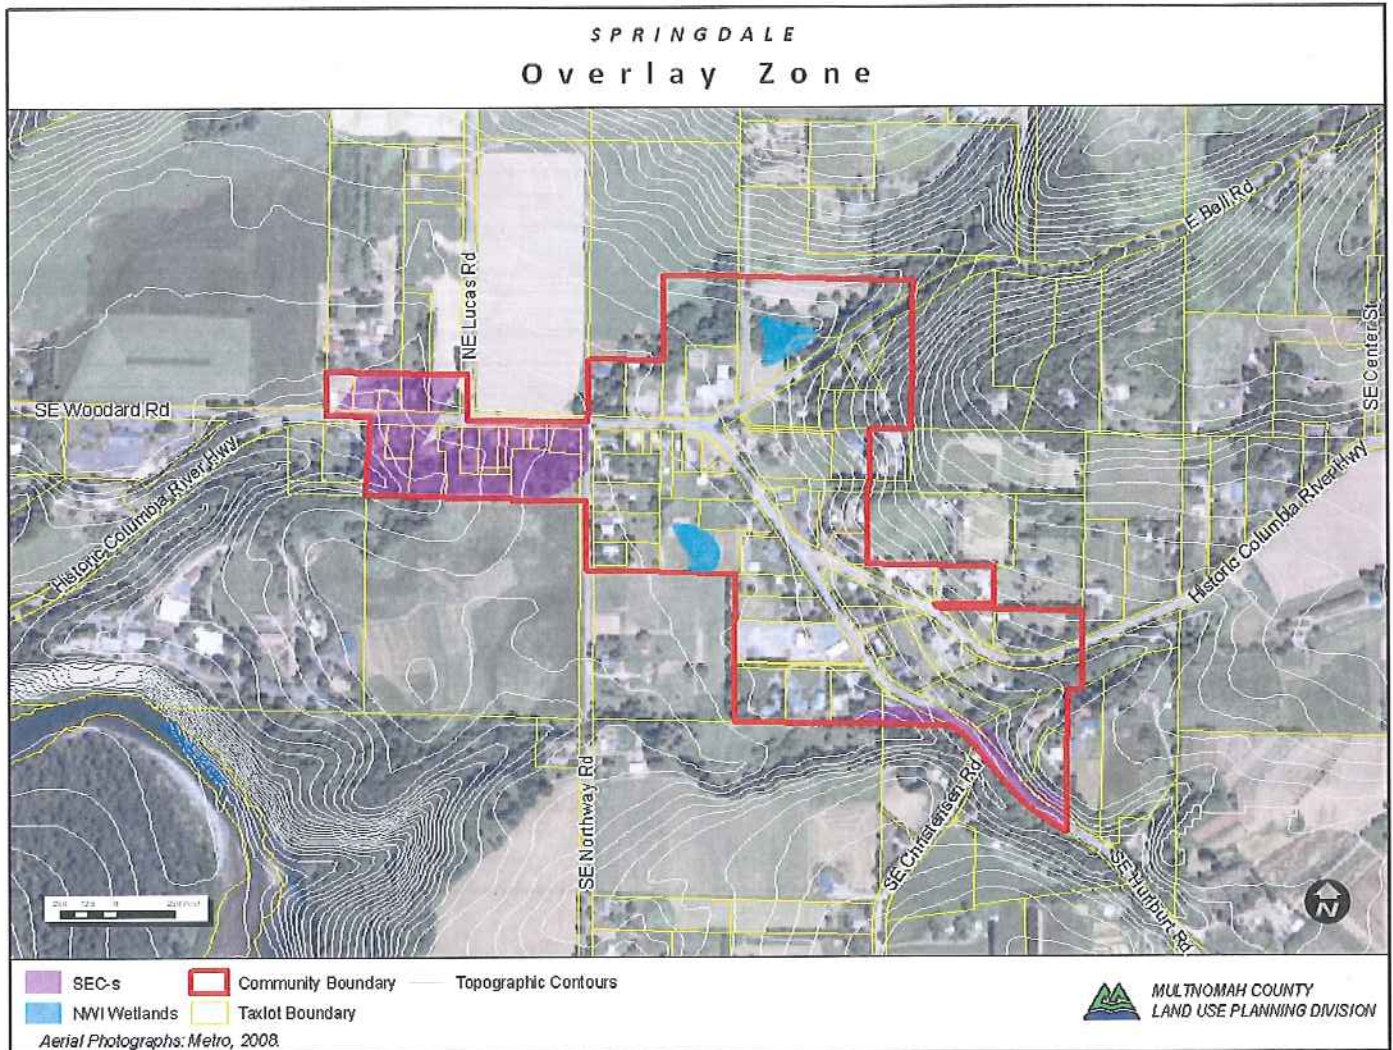 SPRINGDALE
Overlay Zone
E Bell Rd
NE Lucas Rd
SE Center St
SE Woodard Rd
Historic Columbia River Hwy
Historic Columbia River Hwy
SE Northway Rd
SE Christensen Rd
SE Hurlburt Rd
N
SEC-s
Community Boundary
Topographic Contours
NWI Wetlands
Taxlot Boundary
Aerial Photographs: Metro, 2008.
MULTNOMAH COUNTY
LAND USE PLANNING DIVISION